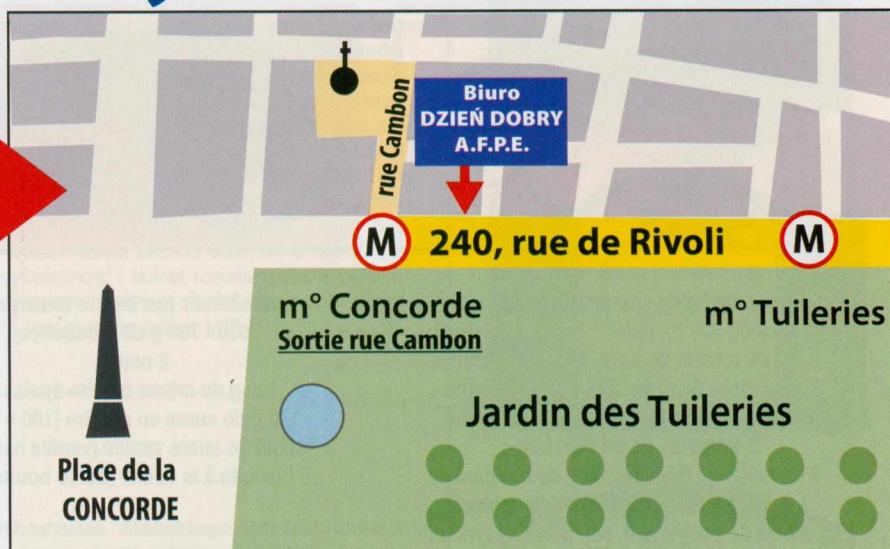 Biuro
DZIEŃ DOBRY
A.F.P.E.
rue Cambon
M 240, rue de Rivoli M
m° Concorde
Sortie rue Cambon
m° Tuileries
Jardin des Tuileries
Place de la
CONCORDE